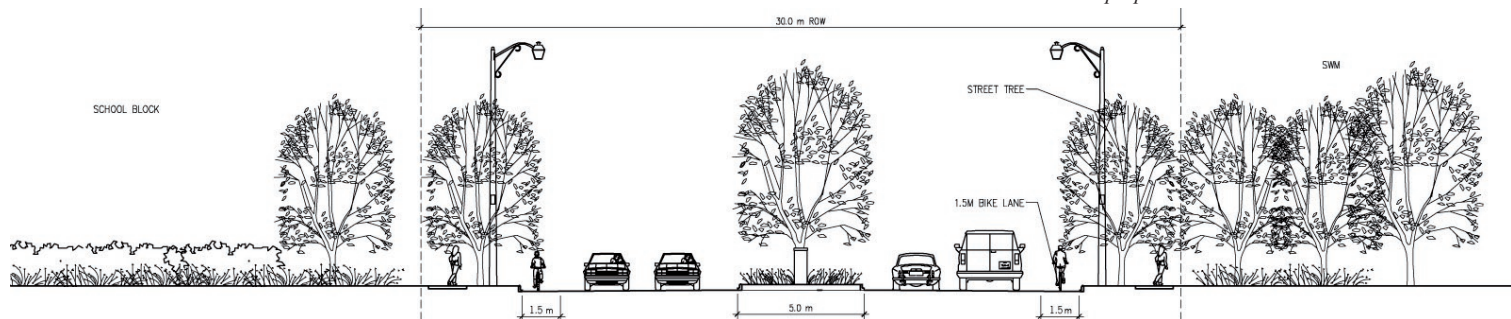 30.0 m ROW
SWM
STREET TREE
SCHOOL BLOCK
1.5M BIKE LANE
1.5 m
5.0 m
1.5m